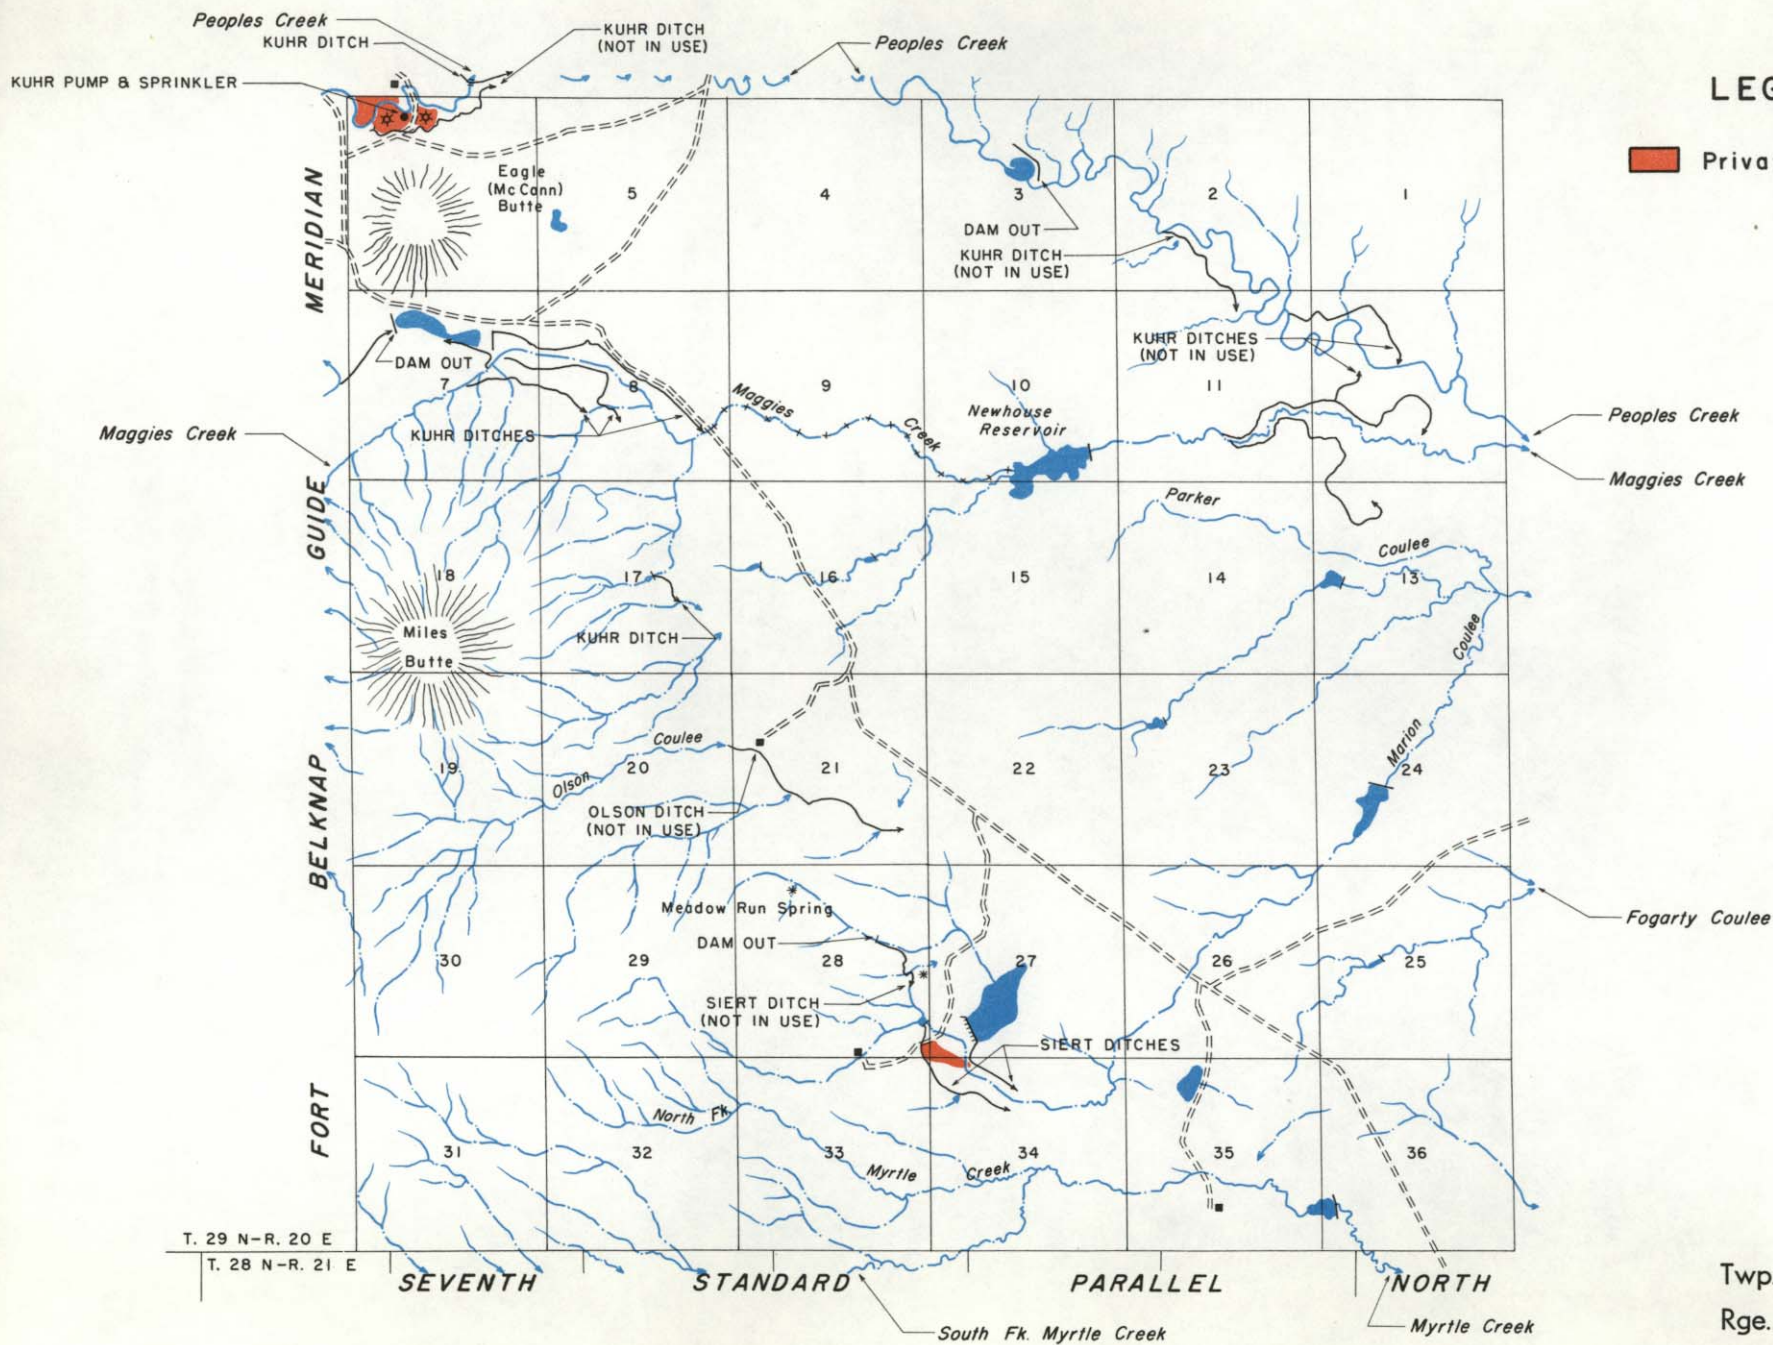 Peoples Creek
KUHR DITCH
KUHR DITCH
(NOT IN USE)
Peoples Creek
KUHR PUMP & SPRINKLER
LEG
Priva
MERIDIAN
Eagle
(Mc Cann)
Butte
5
4
3
2
1
DAM OUT
KUHR DITCH
(NOT IN USE)
KUHR DITCHES
(NOT IN USE)
DAM OUT
7
8
9
10
11
Maggies
Creek
Newhouse
Reservoir
KUHR DITCHES
Maggies Creek
Peoples Creek
Maggies Creek
GUIDE
Parker
Coulee
18
17
16
15
14
13
Miles
Butte
KUHR DITCH
Coulee
Marion
BELKNAP
Olson
Coulee
19
20
21
22
23
24
OLSON DITCH
(NOT IN USE)
Meadow Run Spring
Fogarty Coulee
DAM OUT
30
29
28
27
26
25
SIERT DITCH
(NOT IN USE)
SIERT DITCHES
FORT
North Fk.
31
32
33
34
35
36
Myrtle
Creek
T. 29 N-R. 20 E
T. 28 N-R. 21 E
SEVENTH STANDARD PARALLEL NORTH
South Fk. Myrtle Creek
Myrtle Creek
Twp
Rge.